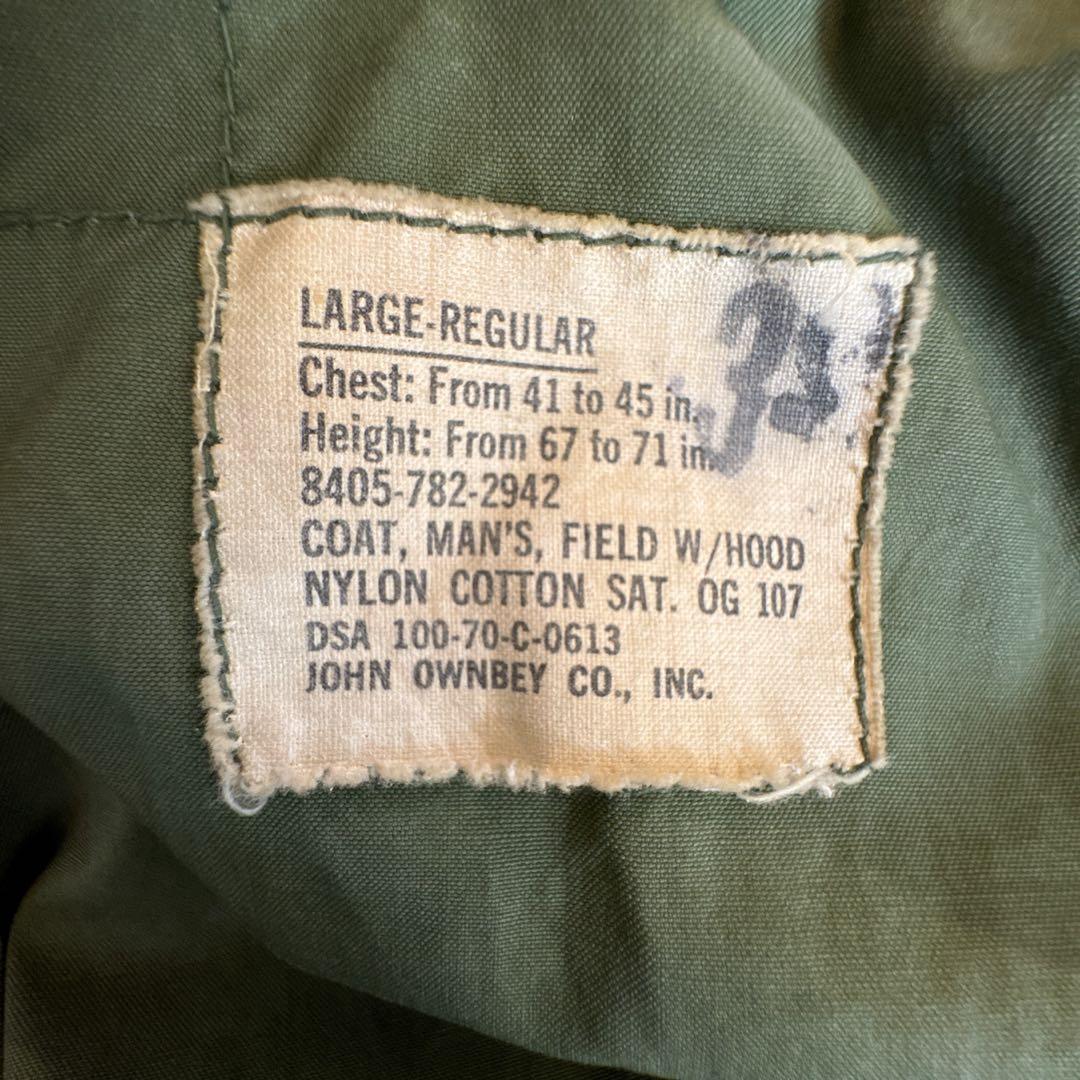 LARGE-REGULAR
Chest: From 41 to 45 in.
Height: From 67 to 71 in.
8405-782-2942
COAT, MAN'S, FIELD W/HOOD
NYLON COTTON SAT. OG 107
DSA 100-70-C-0613
JOHN OWNBEY CO., INC.